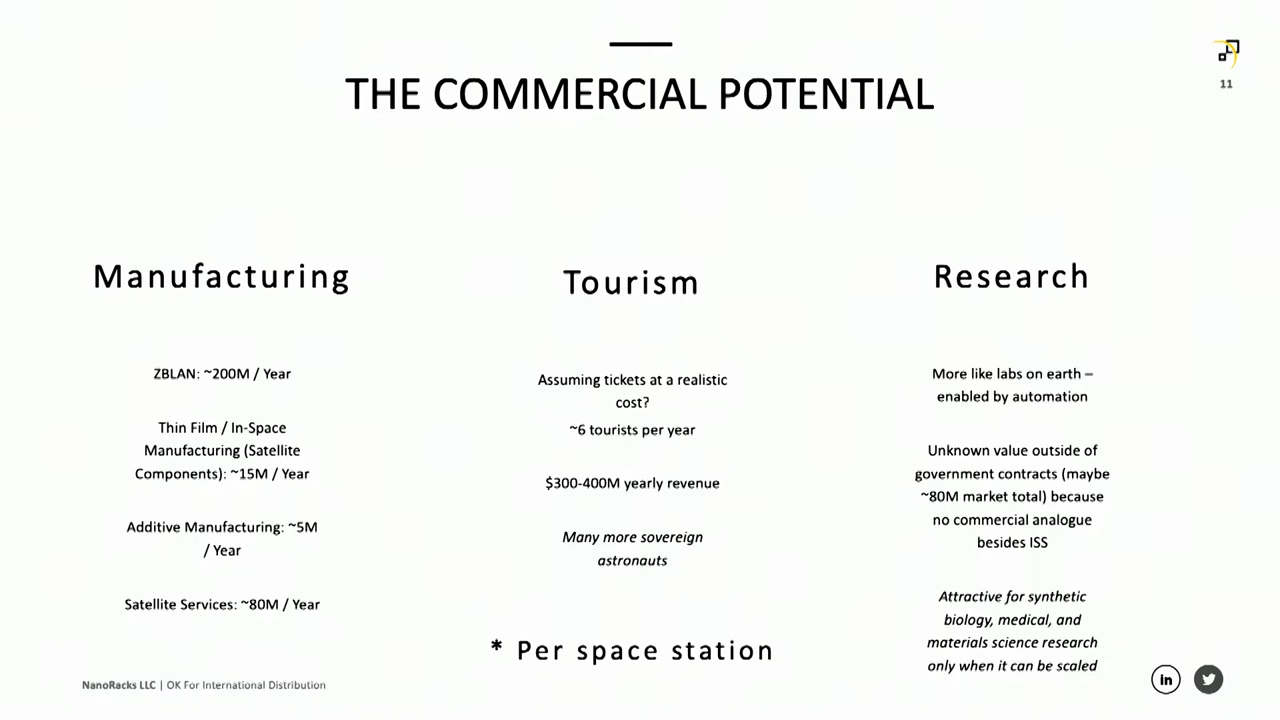 11
THE COMMERCIAL POTENTIAL
Manufacturing
ZBLAN: ~200M / Year
Thin Film / In-Space
Manufacturing (Satellite
Components): ~15M / Year
Additive Manufacturing: ~5M
/ Year
Satellite Services: ~80M / Year
Tourism
Assuming tickets at a realistic
cost?
~6 tourists per year
$300-400M yearly revenue
Many more sovereign
astronauts
* Per space station
Research
More like labs on earth –
enabled by automation
Unknown value outside of
government contracts (maybe
~80M market total) because
no commercial analogue
besides ISS
Attractive for synthetic
biology, medical, and
materials science research
only when it can be scaled
NanoRacks LLC | OK For International Distribution
in